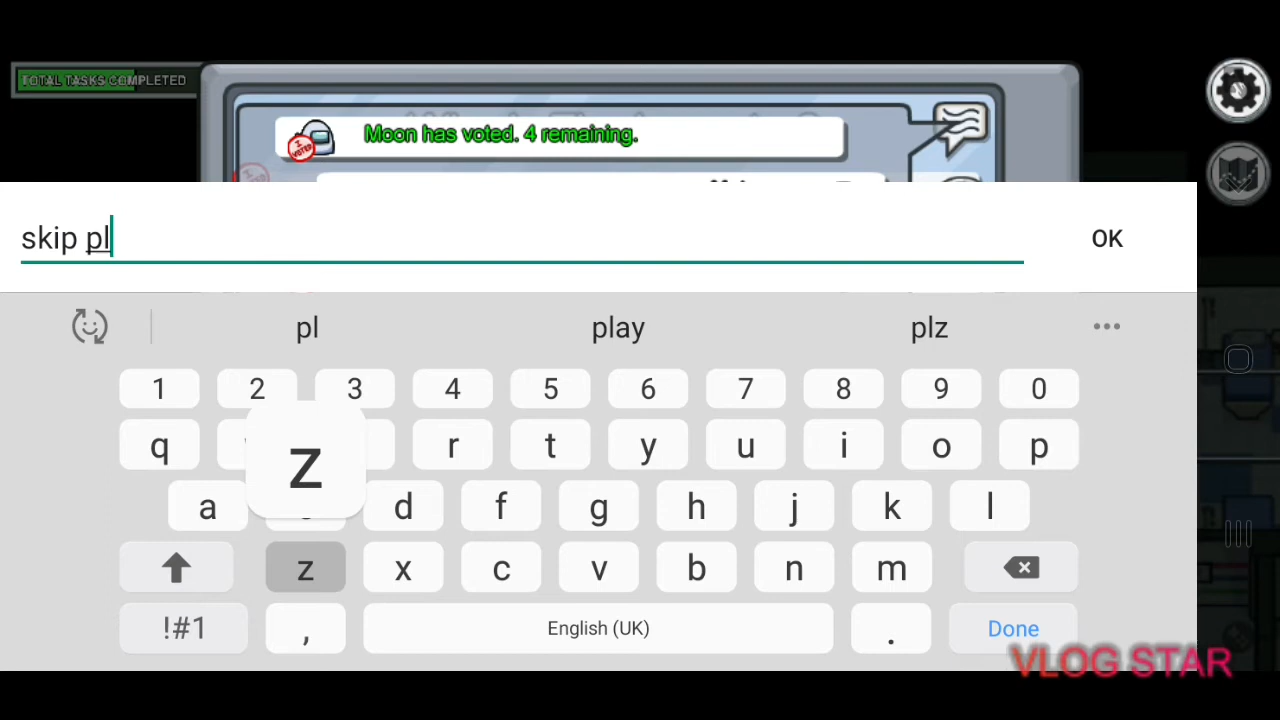 TOTAL TASKS COMPLETED
Moon has voted. 4 remaining.
skip pl
OK
pl play plz
1 2 3 4 5 6 7 8 9 0
q r t y u i o p
z
a d f g h j k l
z x c v b n m
!#1 , English (UK) . Done
VLOG STAR